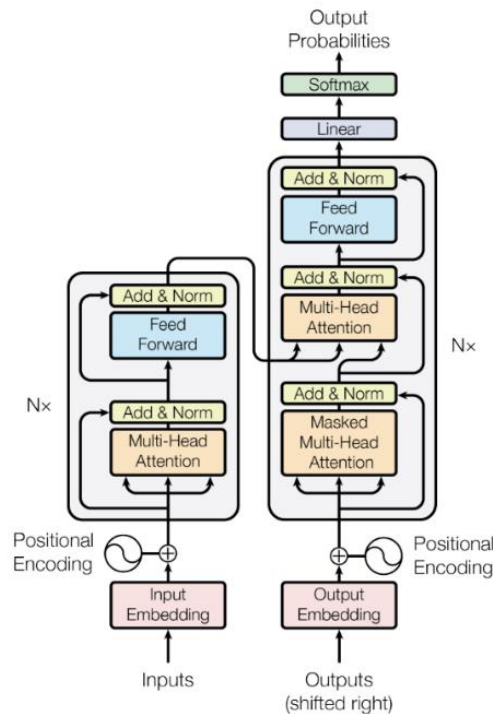 Output
Probabilities
Softmax
Linear
Add & Norm
Feed
Forward
Add & Norm
Multi-Head
Attention
Add & Norm
Masked
Multi-Head
Attention
Nx
Positional
Encoding
Output
Embedding
Outputs
(shifted right)
Add & Norm
Feed
Forward
Add & Norm
Multi-Head
Attention
Nx
Positional
Encoding
Input
Embedding
Inputs